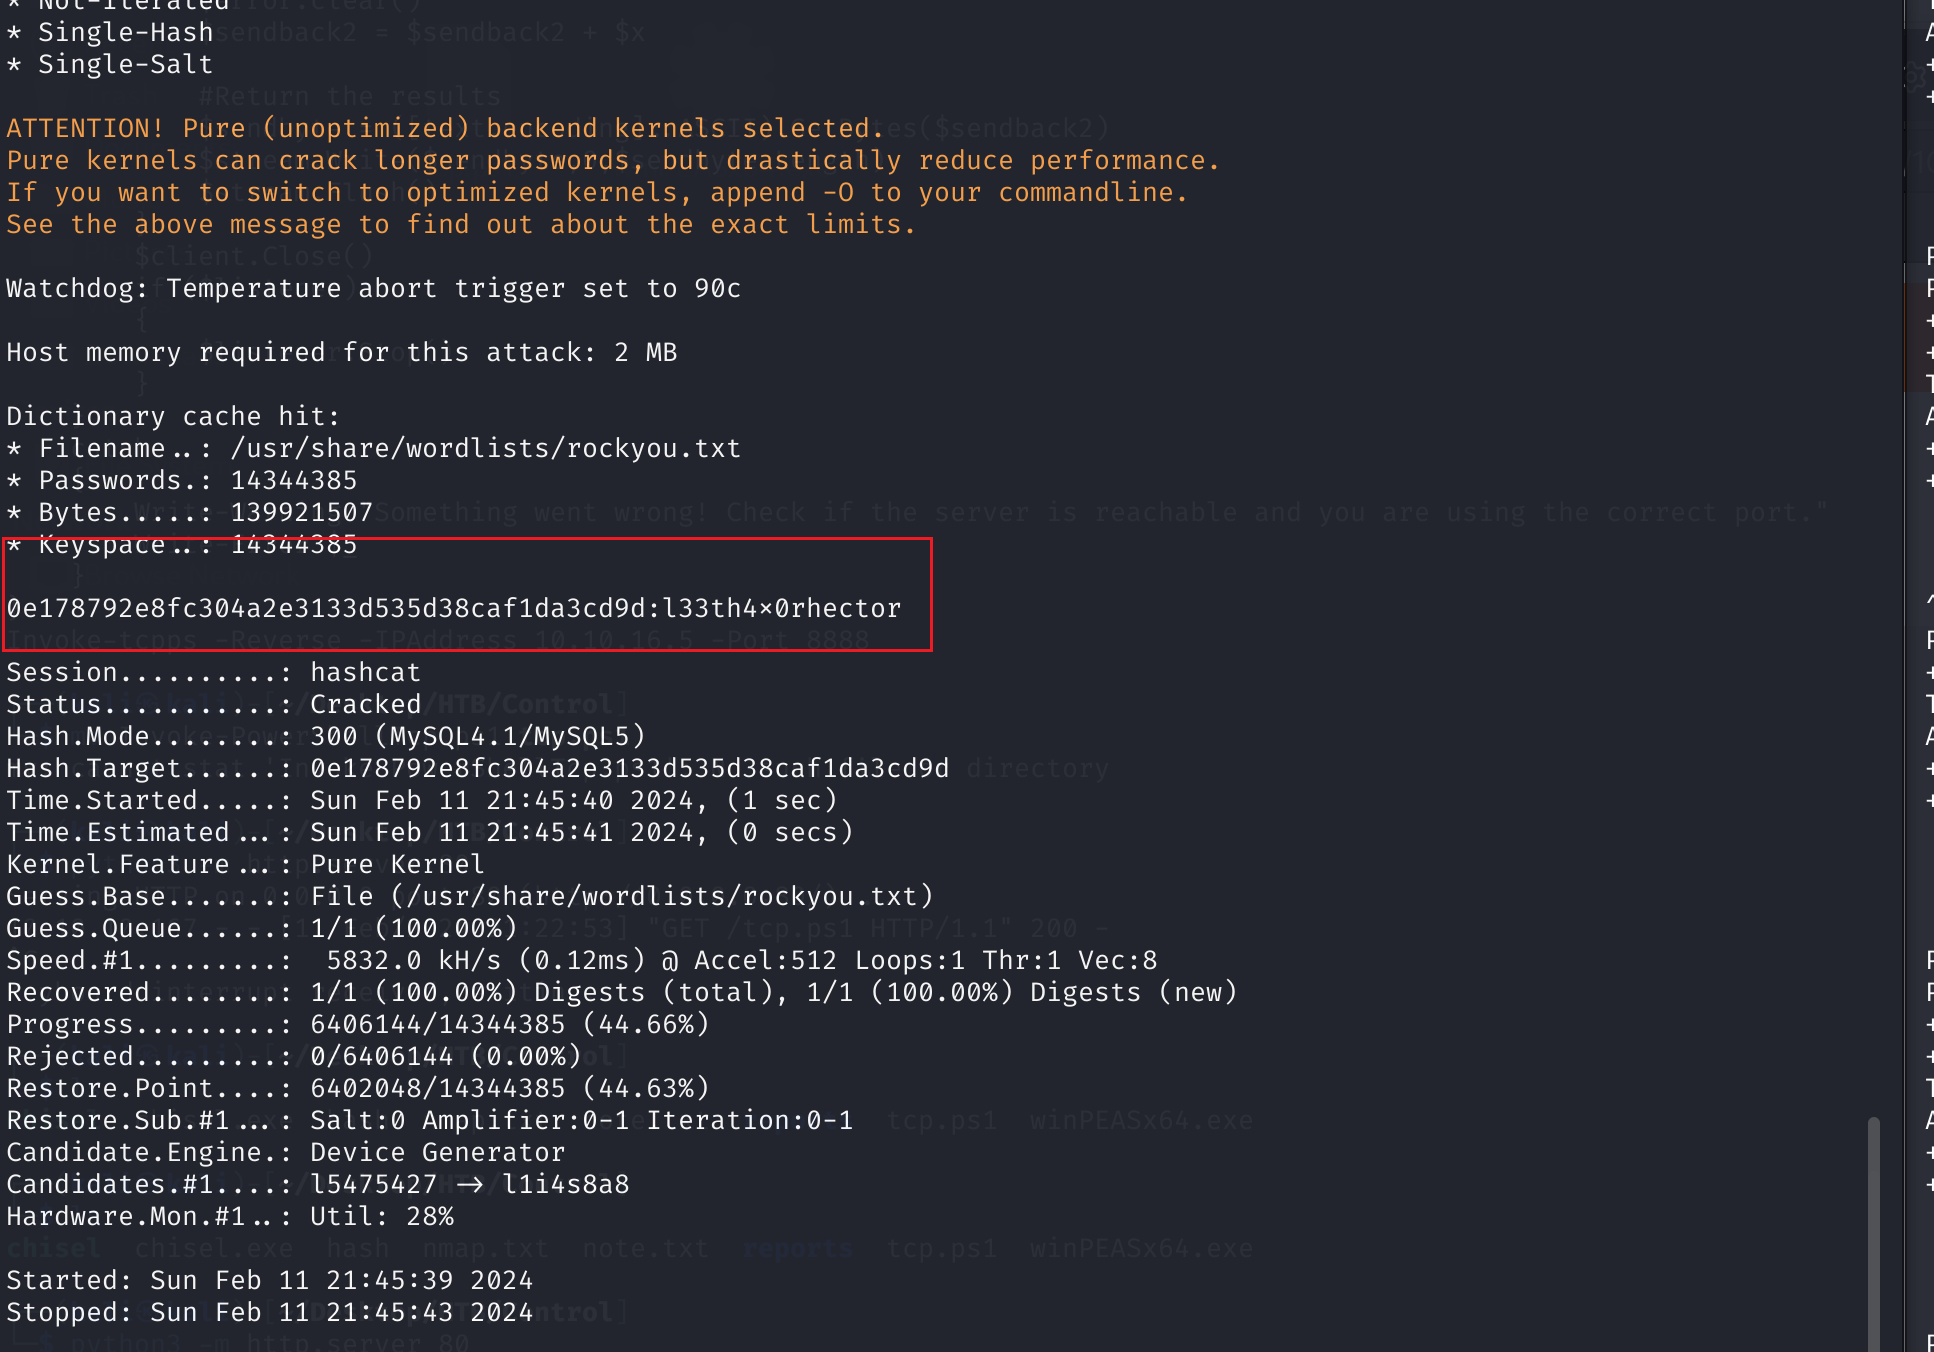 * Not-Iterated
* Single-Hash
* Single-Salt
ATTENTION! Pure (unoptimized) backend kernels selected.
Pure kernels can crack longer passwords, but drastically reduce performance.
If you want to switch to optimized kernels, append -O to your commandline.
See the above message to find out about the exact limits.
Watchdog: Temperature abort trigger set to 90c
Host memory required for this attack: 2 MB
Dictionary cache hit:
* Filename..: /usr/share/wordlists/rockyou.txt
* Passwords.: 14344385
* Bytes.....: 139921507
* Keyspace..: 14344385
0e178792e8fc304a2e3133d535d38caf1da3cd9d:l33th4x0rhector
Session..........: hashcat
Status...........: Cracked
Hash.Mode........: 300 (MySQL4.1/MySQL5)
Hash.Target......: 0e178792e8fc304a2e3133d535d38caf1da3cd9d
Time.Started.....: Sun Feb 11 21:45:40 2024, (1 sec)
Time.Estimated...: Sun Feb 11 21:45:41 2024, (0 secs)
Kernel.Feature...: Pure Kernel
Guess.Base.......: File (/usr/share/wordlists/rockyou.txt)
Guess.Queue......: 1/1 (100.00%)
Speed.#1.........:  5832.0 kH/s (0.12ms) @ Accel:512 Loops:1 Thr:1 Vec:8
Recovered........: 1/1 (100.00%) Digests (total), 1/1 (100.00%) Digests (new)
Progress.........: 6406144/14344385 (44.66%)
Rejected.........: 0/6406144 (0.00%)
Restore.Point....: 6402048/14344385 (44.63%)
Restore.Sub.#1...: Salt:0 Amplifier:0-1 Iteration:0-1
Candidate.Engine.: Device Generator
Candidates.#1....: l5475427 -> l1i4s8a8
Hardware.Mon.#1..: Util: 28%
Started: Sun Feb 11 21:45:39 2024
Stopped: Sun Feb 11 21:45:43 2024